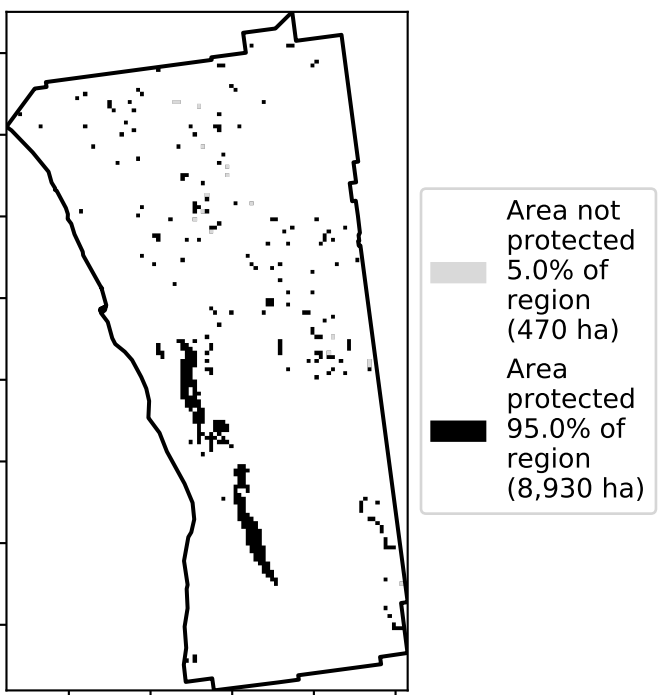 Area not
protected
5.0% of
region
(470 ha)
Area
protected
95.0% of
region
(8,930 ha)